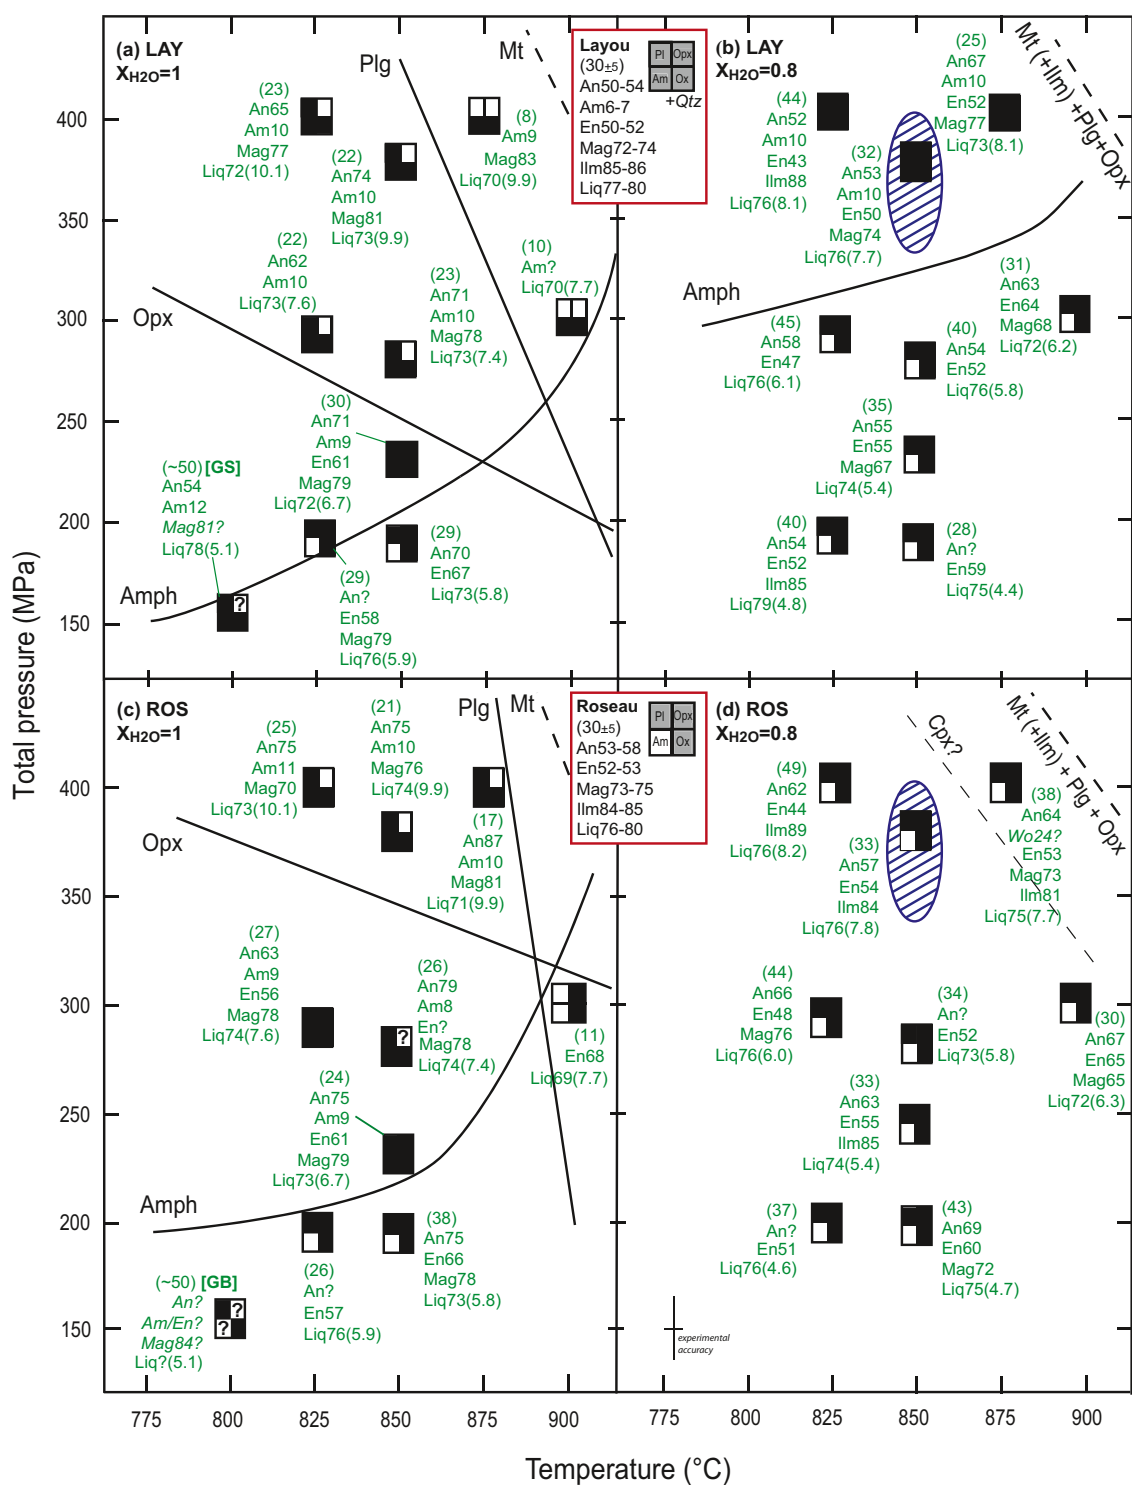 (a) LAY
XH2O=1
Plg
Mt
(23)
An65
Am10
Mag77
Liq72(10.1)
(22)
An74
Am10
Mag81
Liq73(9.9)
(8)
Am9
Mag83
Liq70(9.9)
Layou
(30±5)
An50-54
Am6-7
En50-52
Mag72-74
Ilm85-86
Liq77-80
Pl Opx
Am Ox
+Qtz
(22)
An62
Am10
Liq73(7.6)
(23)
An71
Am10
Mag78
Liq73(7.4)
(10)
Am?
Liq70(7.7)
Opx
(30)
An71
Am9
En61
Mag79
Liq72(6.7)
(~50) [GS]
An54
Am12
Mag81?
Liq78(5.1)
?
(29)
An?
En58
Mag79
Liq76(5.9)
(29)
An70
En67
Liq73(5.8)
Amph
(b) LAY
XH2O=0.8
(25)
An67
Am10
En52
Mag77
Liq73(8.1)
Mt (+Ilm) +Plg+Opx
(44)
An52
Am10
En43
Ilm88
Liq76(8.1)
(32)
An53
Am10
En50
Mag74
Liq76(7.7)
Amph
(31)
An63
En64
Mag68
Liq72(6.2)
(45)
An58
En47
Liq76(6.1)
(40)
An54
En52
Liq76(5.8)
(35)
An55
En55
Mag67
Liq74(5.4)
(40)
An54
En52
Ilm85
Liq79(4.8)
(28)
An?
En59
Liq75(4.4)
400
350
300
250
200
150
Total pressure (MPa)
(c) ROS
XH2O=1
Plg
Mt
(25)
An75
Am11
Mag70
Liq73(10.1)
(21)
An75
Am10
Mag76
Liq74(9.9)
(17)
An87
Am10
Mag81
Liq71(9.9)
Roseau
(30±5)
An53-58
En52-53
Mag73-75
Ilm84-85
Liq76-80
Pl Opx
Am Ox
Opx
(27)
An63
Am9
En56
Mag78
Liq74(7.6)
(26)
An79
Am8
En?
Mag78
Liq74(7.4)
?
(11)
En68
Liq69(7.7)
(24)
An75
Am9
En61
Mag79
Liq73(6.7)
Amph
(~50) [GB]
An?
Am/En?
Mag84?
Liq?(5.1)
?
?
(26)
An?
En57
Liq76(5.9)
(38)
An75
En66
Mag78
Liq73(5.8)
(d) ROS
XH2O=0.8
Cpx?
Mt (+Ilm) + Plg + Opx
(49)
An62
En44
Ilm89
Liq76(8.2)
(33)
An57
En54
Ilm84
Liq76(7.8)
(38)
An64
Wo24?
En53
Mag73
Ilm81
Liq75(7.7)
(44)
An66
En48
Mag76
Liq76(6.0)
(34)
An?
En52
Liq73(5.8)
(30)
An67
En65
Mag65
Liq72(6.3)
(33)
An63
En55
Ilm85
Liq74(5.4)
(37)
An?
En51
Liq76(4.6)
(43)
An69
En60
Mag72
Liq75(4.7)
experimental
accuracy
400
350
300
250
200
150
775 800 825 850 875 900
775 800 825 850 875 900
Temperature (°C)